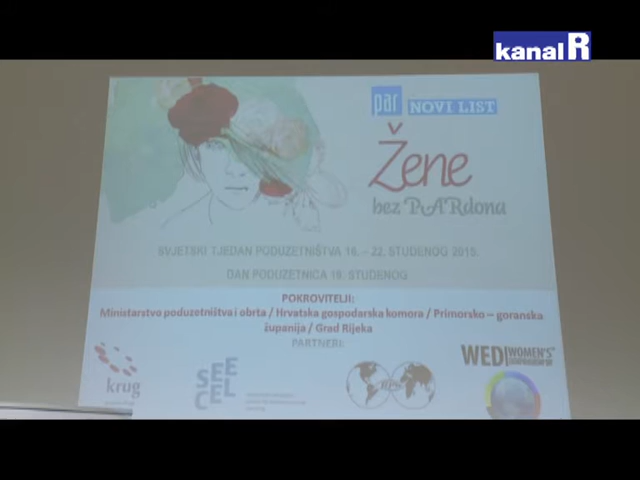 kanal R
par NOVI LIST
Žene
bez PARdona
SVJETSKI TJEDAN PODUZETNIŠTVA 16. – 22. STUDENOG 2015.
DAN PODUZETNICA 19. STUDENOG
POKROVITELJI:
Ministarstvo poduzetništva i obrta / Hrvatska gospodarska komora / Primorsko – goranska
županija / Grad Rijeka
PARTNERI:
krug
SEE
CEL
WED WOMEN'S